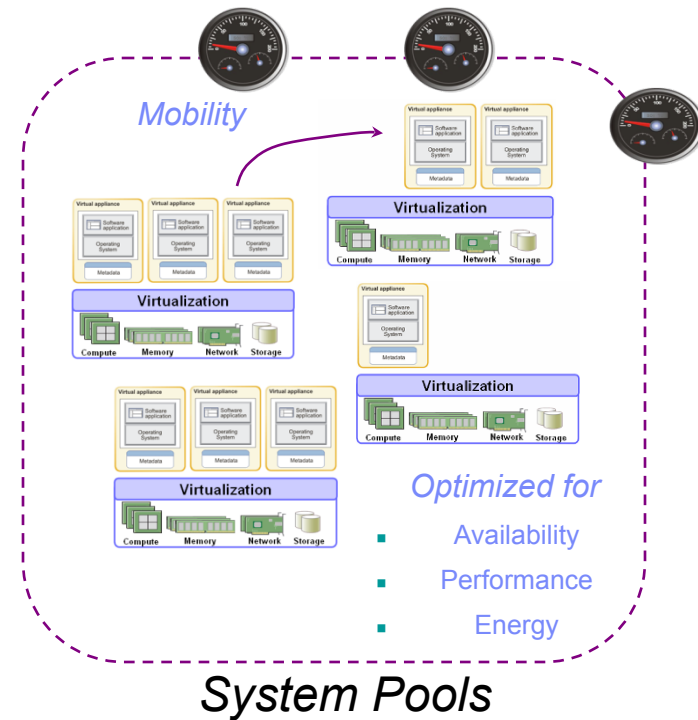 Mobility
Virtual appliance Virtual appliance
Software application Software application
Operating System Operating System
Metadata Metadata
Virtualization
Compute Memory Network Storage
Virtual appliance Virtual appliance Virtual appliance
Software application Software application Software application
Operating System Operating System Operating System
Metadata Metadata Metadata
Virtualization
Compute Memory Network Storage
Virtual appliance
Software application
Operating System
Metadata
Virtualization
Compute Memory Network Storage
Virtual appliance Virtual appliance Virtual appliance
Software application Software application Software application
Operating System Operating System Operating System
Metadata Metadata Metadata
Virtualization
Compute Memory Network Storage
Optimized for
Availability
Performance
Energy
System Pools